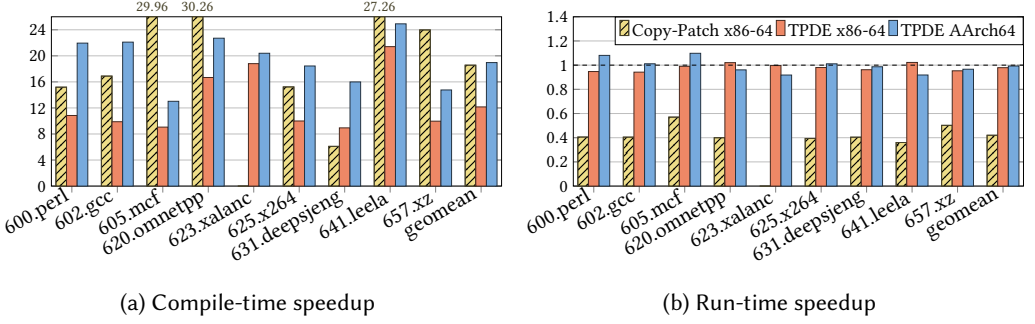 29.96 30.26 27.26
24
20
16
12
8
4
0
600.perl 602.gcc 605.mcf 620.omnetpp 623.xalanc 625.x264 631.deepsjeng 641.leela 657.xz geomean
(a) Compile-time speedup
1.4
1.2
1
0.8
0.6
0.4
0.2
0
Copy-Patch x86-64 TPDE x86-64 TPDE AArch64
600.perl 602.gcc 605.mcf 620.omnetpp 623.xalanc 625.x264 631.deepsjeng 641.leela 657.xz geomean
(b) Run-time speedup